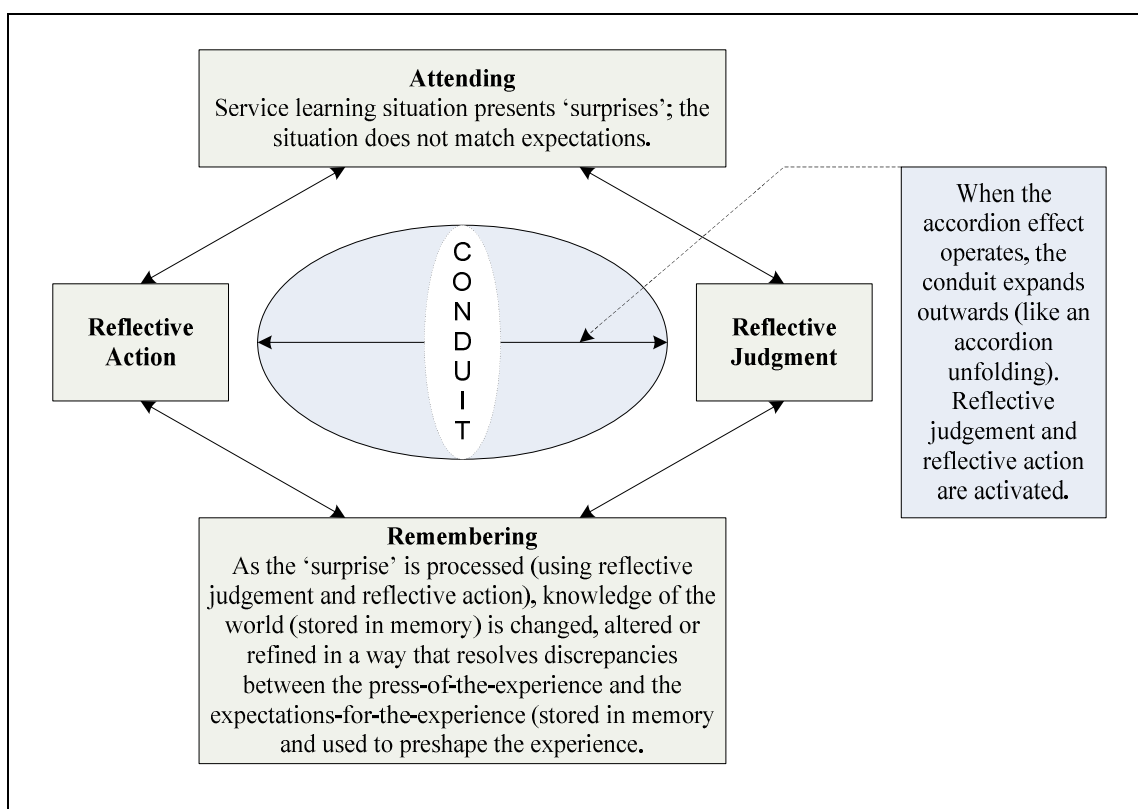 Attending
Service learning situation presents ‘surprises’; the
situation does not match expectations.
Reflective
Action
CONDUIT
Reflective
Judgment
When the
accordion effect
operates, the
conduit expands
outwards (like an
accordion
unfolding).
Reflective
judgement and
reflective action
are activated.
Remembering
As the ‘surprise’ is processed (using reflective
judgement and reflective action), knowledge of the
world (stored in memory) is changed, altered or
refined in a way that resolves discrepancies
between the press-of-the-experience and the
expectations-for-the-experience (stored in memory
and used to preshape the experience.